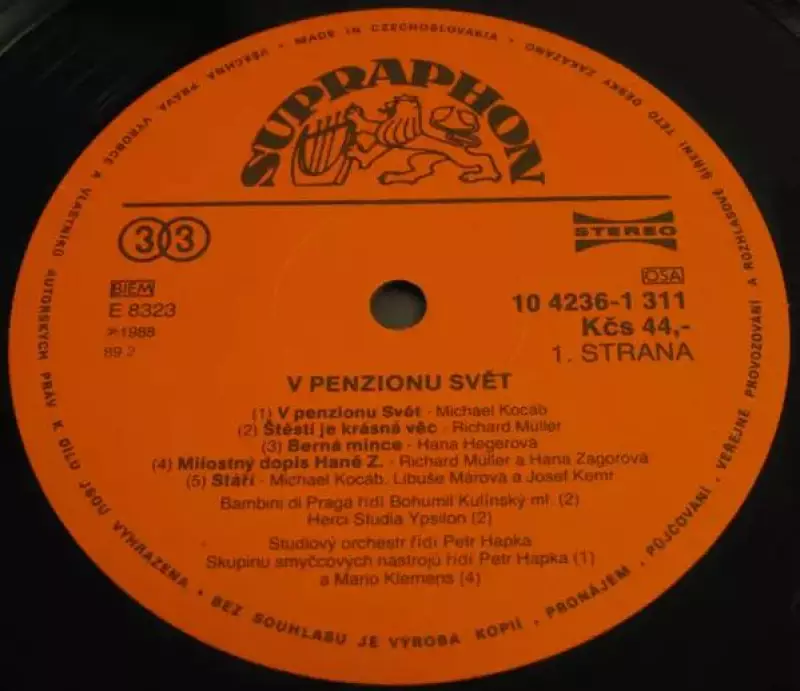 SUPRAPHON
33
STEREO
BIEM
E 8323
℗1988
89 2
OSA
10 4236-1 311
Kčs 44,-
1. STRANA
V PENZIONU SVĚT
(1) V penzionu Svět - Michael Kocáb
(2) Štěstí je krásná věc - Richard Müller
(3) Berná mince - Hana Hegerová
(4) Milostný dopis Haně Z. - Richard Müller a Hana Zagorová
(5) Stáří - Michael Kocáb, Libuše Márová a Josef Kemr
Bambini di Praga řídí Bohumil Kulínský ml. (2)
Herci Studia Ypsilon (2)
Studiový orchestr řídí Petr Hapka
Skupinu smyčcových nástrojů řídí Petr Hapka (1)
a Mario Klemens (4)
MADE IN CZECHOSLOVAKIA · VŠECHNA PRÁVA VÝROBCE A VLASTNÍKŮ AUTORSKÝCH PRÁV K DÍLU JSOU VYHRAZENA · BEZ SOUHLASU JE VÝROBA KOPIÍ, PRONÁJEM, PŮJČOVÁNÍ, VEŘEJNÉ PROVOZOVÁNÍ A ROZHLASOVÉ ŠÍŘENÍ TÉTO DESKY ZAKÁZÁNO ·